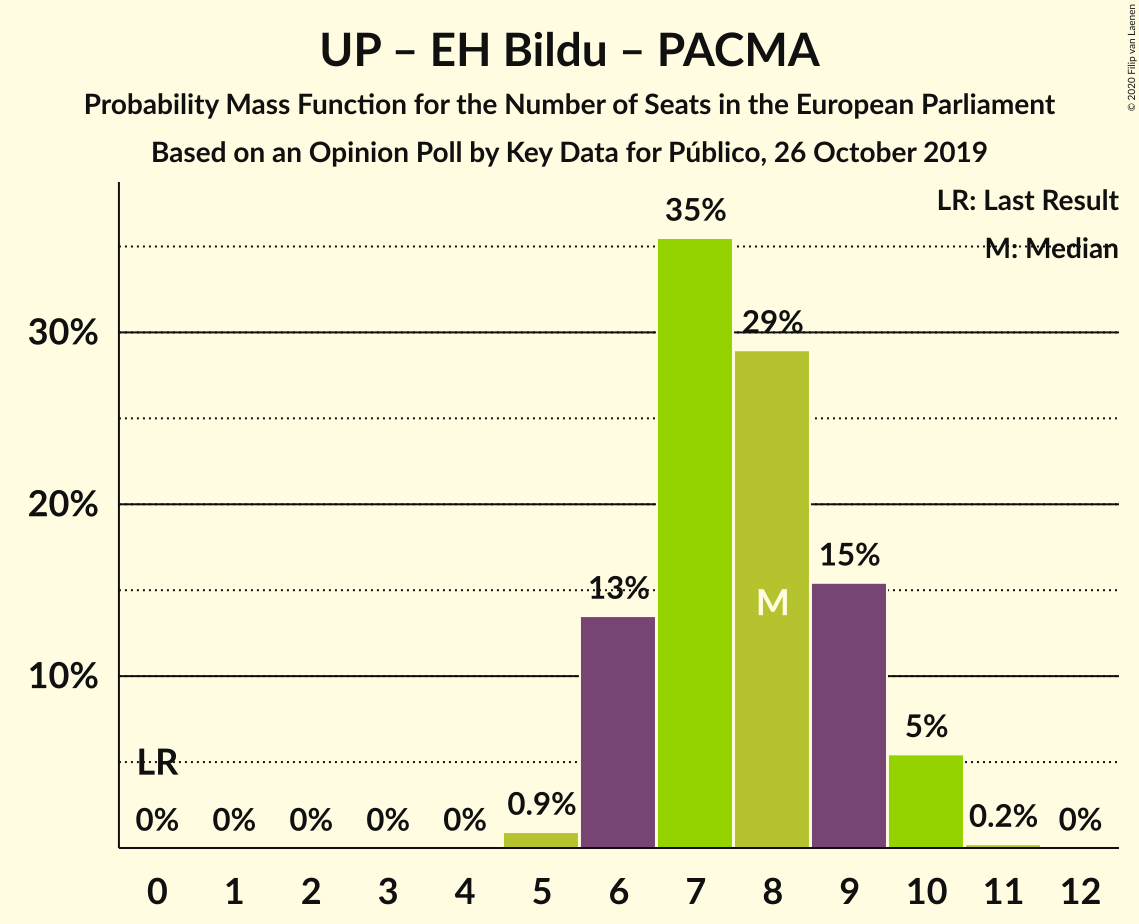 UP – EH Bildu – PACMA
Probability Mass Function for the Number of Seats in the European Parliament
Based on an Opinion Poll by Key Data for Público, 26 October 2019
© 2020 Filip van Laenen
LR: Last Result
M: Median
30%
20%
10%
LR
0%
0%
0%
0%
0%
0.9%
13%
35%
29%
M
15%
5%
0.2%
0%
0 1 2 3 4 5 6 7 8 9 10 11 12